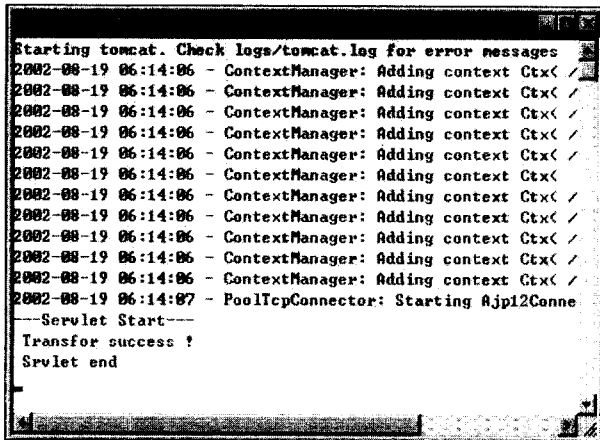 Starting tomcat. Check logs/tomcat.log for error messages
2002-08-19 06:14:06 - ContextManager: Adding context Ctx( /
2002-08-19 06:14:06 - ContextManager: Adding context Ctx( /
2002-08-19 06:14:06 - ContextManager: Adding context Ctx( /
2002-08-19 06:14:06 - ContextManager: Adding context Ctx( /
2002-08-19 06:14:06 - ContextManager: Adding context Ctx( /
2002-08-19 06:14:06 - ContextManager: Adding context Ctx(
2002-08-19 06:14:06 - ContextManager: Adding context Ctx( /
2002-08-19 06:14:06 - ContextManager: Adding context Ctx( /
2002-08-19 06:14:06 - ContextManager: Adding context Ctx( /
2002-08-19 06:14:06 - ContextManager: Adding context Ctx( /
2002-08-19 06:14:06 - ContextManager: Adding context Ctx( /
2002-08-19 06:14:07 - PoolTcpConnector: Starting Ajp12Conne
---Servlet Start---
Transfor success !
Srvlet end